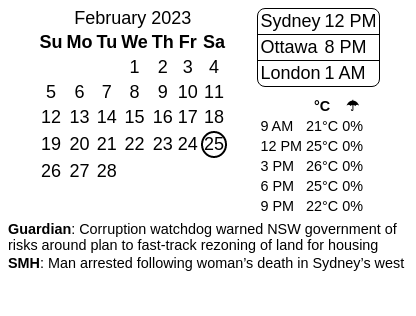 February 2023
Su Mo Tu We Th Fr Sa
1 2 3 4
5 6 7 8 9 10 11
12 13 14 15 16 17 18
19 20 21 22 23 24 25
26 27 28
Sydney 12 PM
Ottawa 8 PM
London 1 AM
°C ☂
9 AM 21°C 0%
12 PM 25°C 0%
3 PM 26°C 0%
6 PM 25°C 0%
9 PM 22°C 0%
Guardian: Corruption watchdog warned NSW government of
risks around plan to fast-track rezoning of land for housing
SMH: Man arrested following woman’s death in Sydney’s west